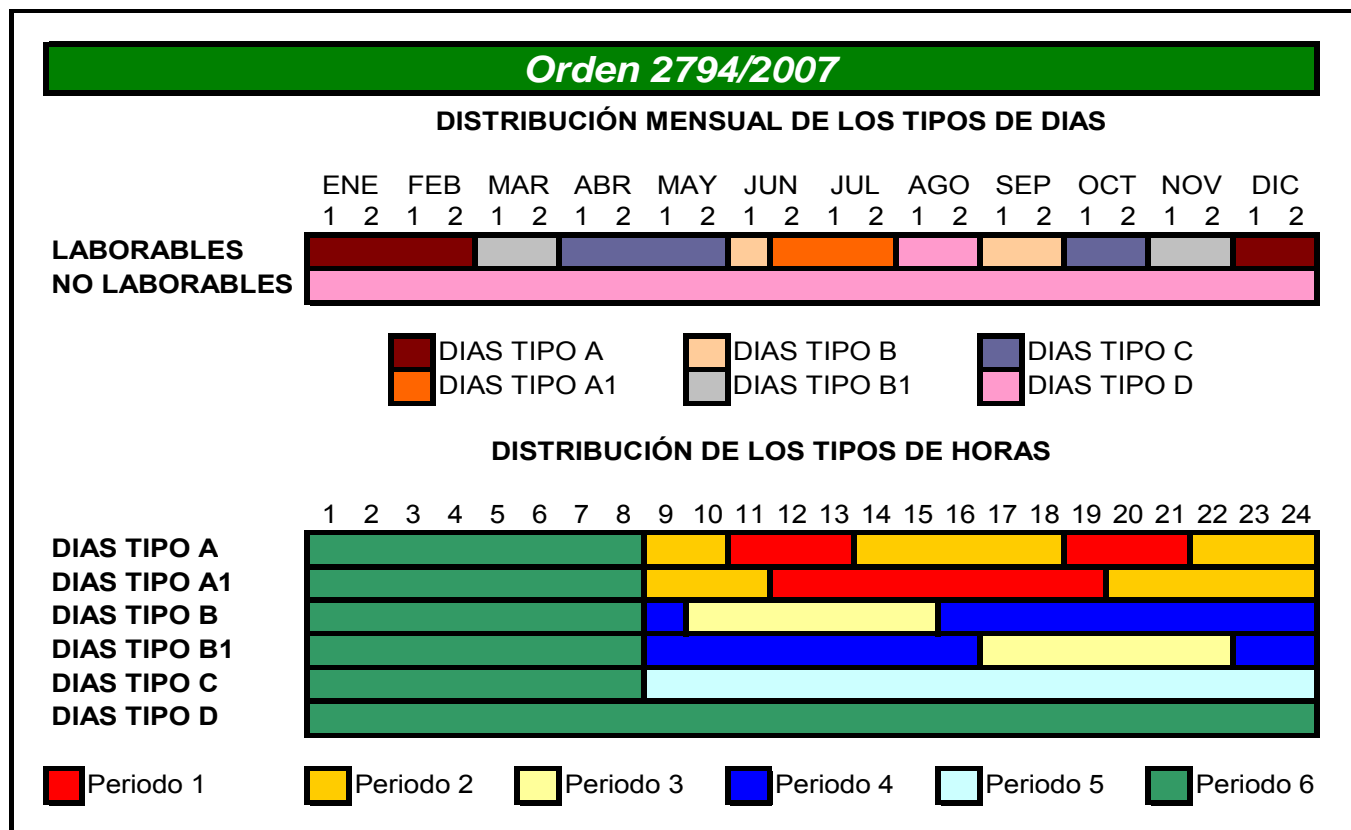 Orden 2794/2007
DISTRIBUCIÓN MENSUAL DE LOS TIPOS DE DIAS
ENE FEB MAR ABR MAY JUN JUL AGO SEP OCT NOV DIC
1 2 1 2 1 2 1 2 1 2 1 2 1 2 1 2 1 2 1 2 1 2 1 2
LABORABLES
NO LABORABLES
DIAS TIPO A DIAS TIPO B DIAS TIPO C
DIAS TIPO A1 DIAS TIPO B1 DIAS TIPO D
DISTRIBUCIÓN DE LOS TIPOS DE HORAS
1 2 3 4 5 6 7 8 9 10 11 12 13 14 15 16 17 18 19 20 21 22 23 24
DIAS TIPO A
DIAS TIPO A1
DIAS TIPO B
DIAS TIPO B1
DIAS TIPO C
DIAS TIPO D
Periodo 1 Periodo 2 Periodo 3 Periodo 4 Periodo 5 Periodo 6